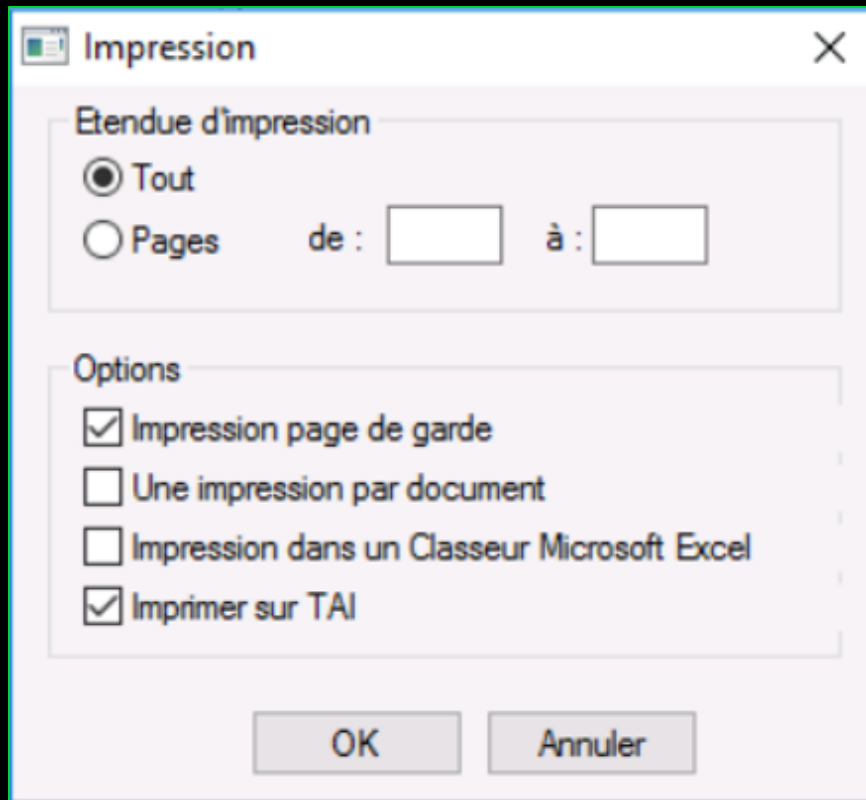 Impression
Etendue d'impression
Tout
Pages de : à :
Options
Impression page de garde
Une impression par document
Impression dans un Classeur Microsoft Excel
Imprimer sur TAI
OK Annuler